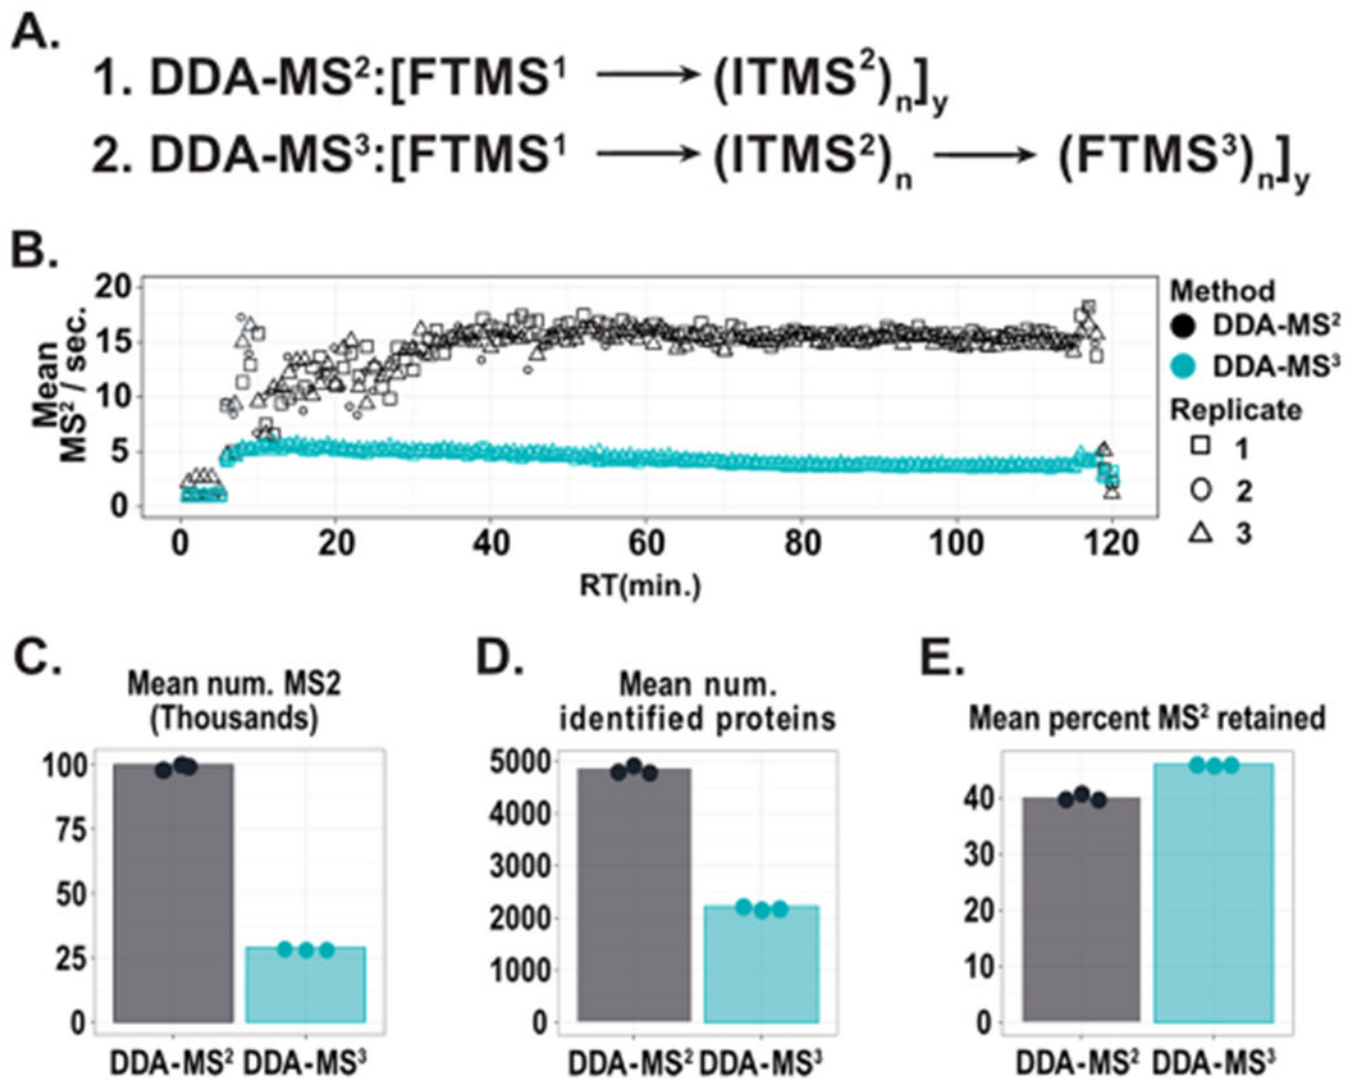 A.
1. DDA-MS²:[FTMS¹ ⟶ (ITMS²)ₙ]ᵧ
2. DDA-MS³:[FTMS¹ ⟶ (ITMS²)ₙ ⟶ (FTMS³)ₙ]ᵧ
B.
Mean
MS² / sec.
20
15
10
5
0
0 20 40 60 80 100 120
RT(min.)
Method
DDA-MS²
DDA-MS³
Replicate
1
2
3
C.
Mean num. MS2
(Thousands)
100
75
50
25
0
DDA-MS² DDA-MS³
D.
Mean num.
identified proteins
5000
4000
3000
2000
1000
0
DDA-MS² DDA-MS³
E.
Mean percent MS² retained
40
30
20
10
0
DDA-MS² DDA-MS³